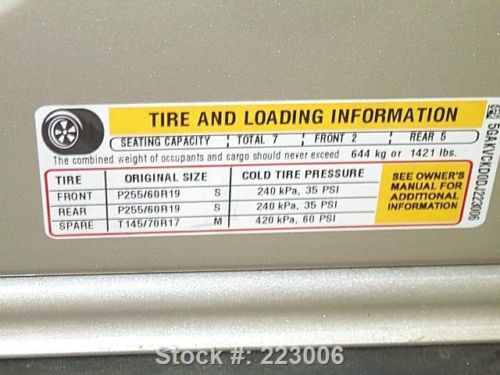 TIRE AND LOADING INFORMATION
SEATING CAPACITY TOTAL 7 FRONT 2 REAR 5
The combined weight of occupants and cargo should never exceed 644 kg or 1421 lbs.
TIRE ORIGINAL SIZE COLD TIRE PRESSURE
FRONT P255/60R19 S 240 kPa, 35 PSI
REAR P255/60R19 S 240 kPa, 35 PSI
SPARE T145/70R17 M 420 kPa, 60 PSI
SEE OWNER'S
MANUAL FOR
ADDITIONAL
INFORMATION
Stock #: 223006